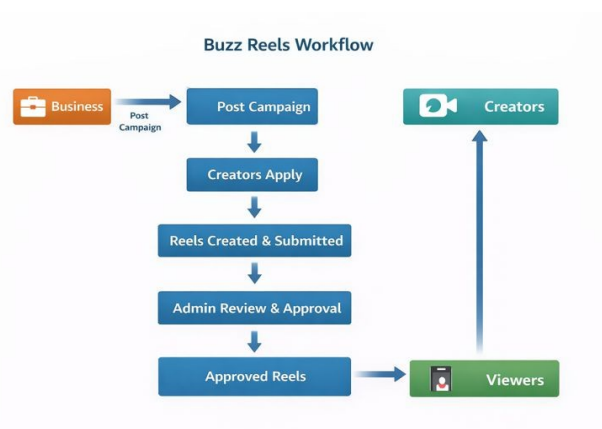 Buzz Reels Workflow
Business
Post
Campaign
Post Campaign
Creators
Creators Apply
Reels Created & Submitted
Admin Review & Approval
Approved Reels
Viewers